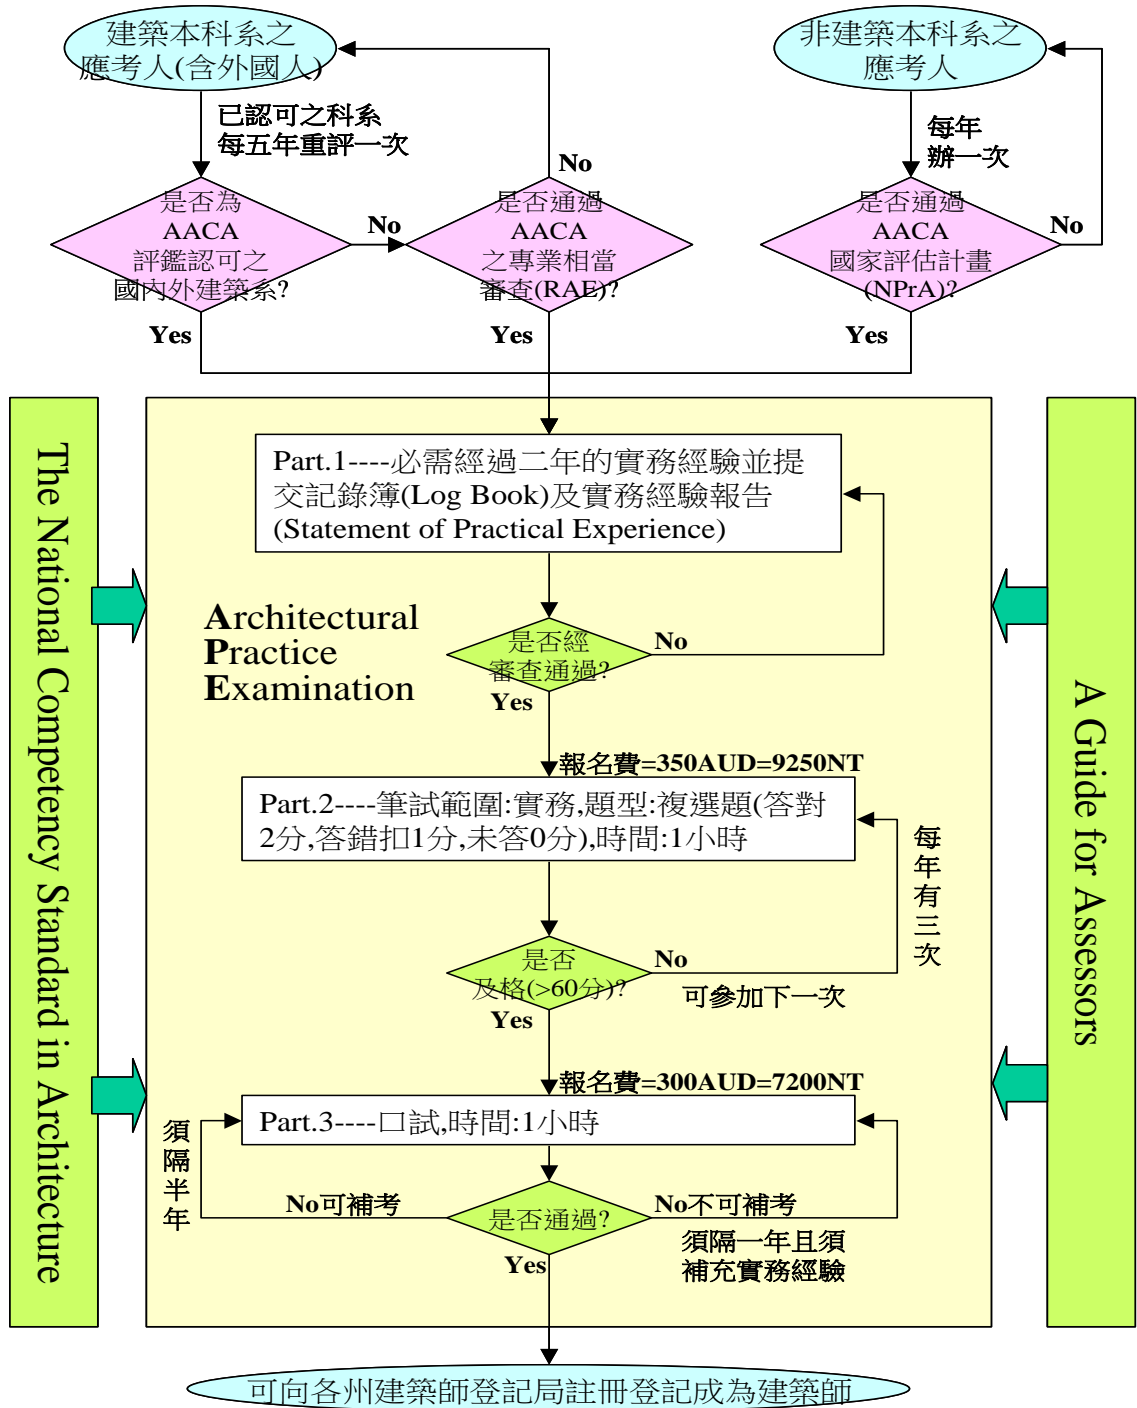 建築本科系之
應考人(含外國人)
非建築本科系之
應考人
已認可之科系
每五年重評一次
每年
辦一次
No
是否為
AACA
評鑑認可之
國內外建築系?
No
是否通過
AACA
之專業相當
審查(RAE)?
是否通過
AACA
國家評估計畫
(NPrA)?
No
Yes
Yes
Yes
The National Competency Standard in Architecture
A Guide for Assessors
Part.1----必需經過二年的實務經驗並提
交記錄簿(Log Book)及實務經驗報告
(Statement of Practical Experience)
Architectural
Practice
Examination
是否經
審查通過?
No
Yes
報名費=350AUD=9250NT
Part.2----筆試範圍:實務,題型:複選題(答對
2分,答錯扣1分,未答0分),時間:1小時
每年有三次
是否
及格(>60分)?
No
可參加下一次
Yes
報名費=300AUD=7200NT
Part.3----口試,時間:1小時
須隔半年
No可補考
是否通過?
No不可補考
須隔一年且須
補充實務經驗
Yes
可向各州建築師登記局註冊登記成為建築師